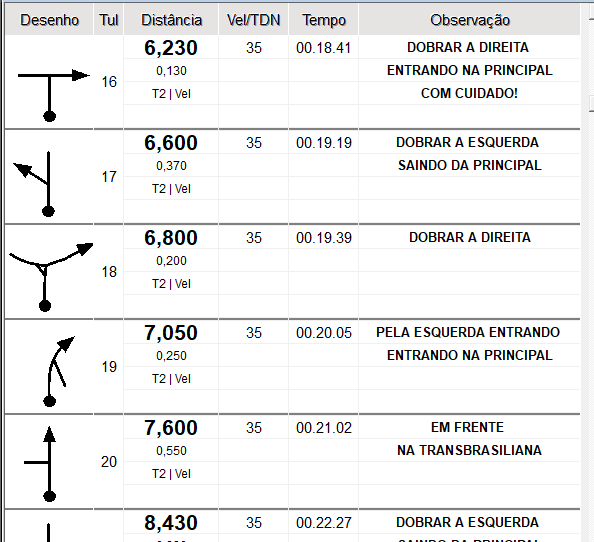 Desenho Tul Distância Vel/TDN Tempo Observação
16 6,230 35 00.18.41 DOBRAR A DIREITA
0,130 ENTRANDO NA PRINCIPAL
T2 | Vel COM CUIDADO!
17 6,600 35 00.19.19 DOBRAR A ESQUERDA
0,370 SAINDO DA PRINCIPAL
T2 | Vel
18 6,800 35 00.19.39 DOBRAR A DIREITA
0,200
T2 | Vel
19 7,050 35 00.20.05 PELA ESQUERDA ENTRANDO
0,250 ENTRANDO NA PRINCIPAL
T2 | Vel
20 7,600 35 00.21.02 EM FRENTE
0,550 NA TRANSBRASILIANA
T2 | Vel
8,430 35 00.22.27 DOBRAR A ESQUERDA
SAINDO DA PRINCIPAL